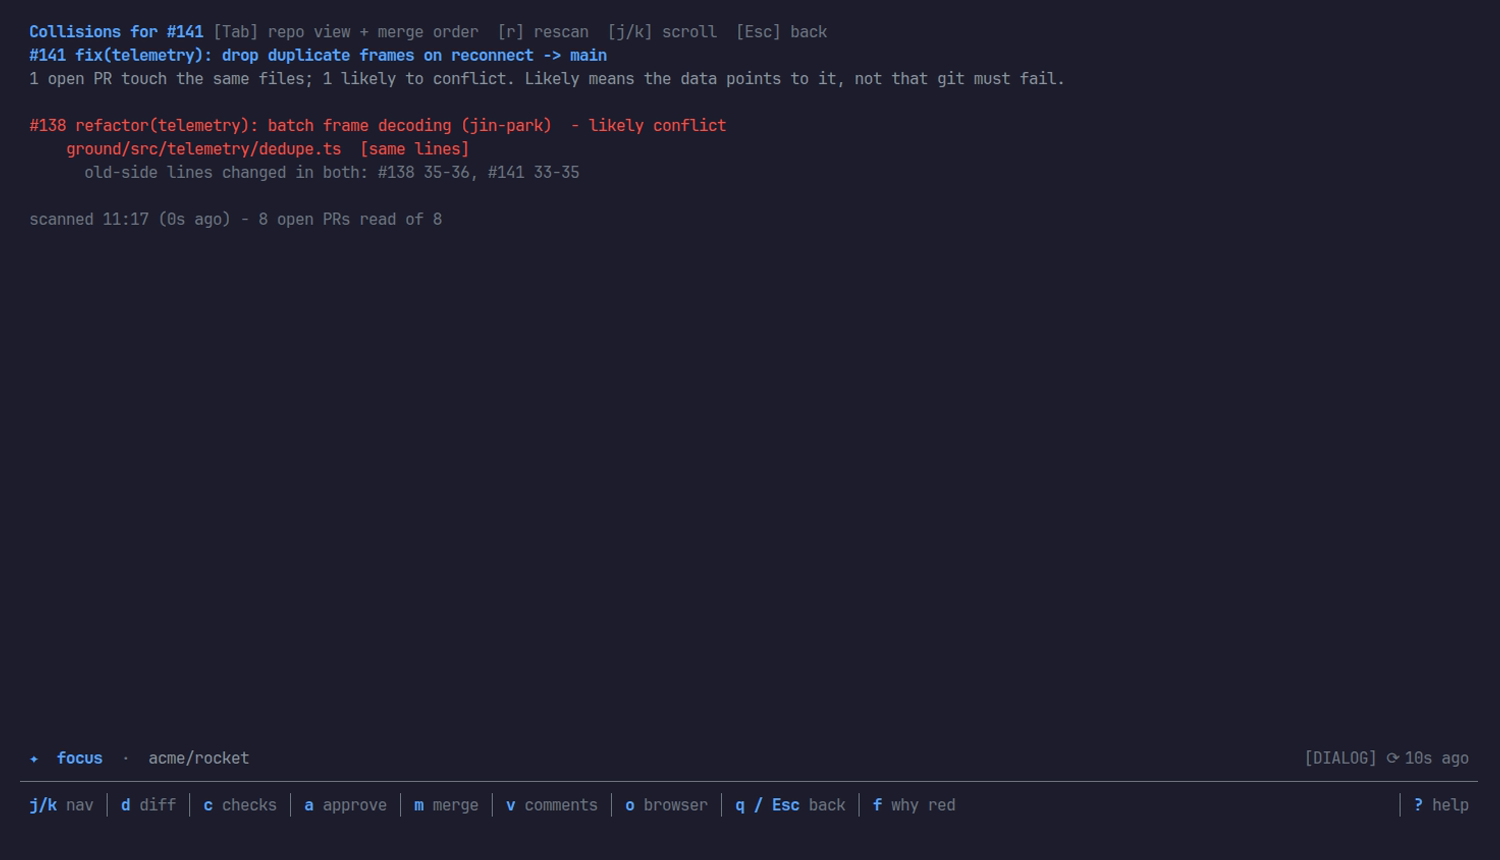 Collisions for #141 [Tab] repo view + merge order  [r] rescan  [j/k] scroll  [Esc] back
#141 fix(telemetry): drop duplicate frames on reconnect -> main
1 open PR touch the same files; 1 likely to conflict. Likely means the data points to it, not that git must fail.
#138 refactor(telemetry): batch frame decoding (jin-park)  - likely conflict
ground/src/telemetry/dedupe.ts  [same lines]
old-side lines changed in both: #138 35-36, #141 33-35
scanned 11:17 (0s ago) - 8 open PRs read of 8
✦ focus · acme/rocket [DIALOG] ⟳ 10s ago
j/k nav │ d diff │ c checks │ a approve │ m merge │ v comments │ o browser │ q / Esc back │ f why red │ ? help